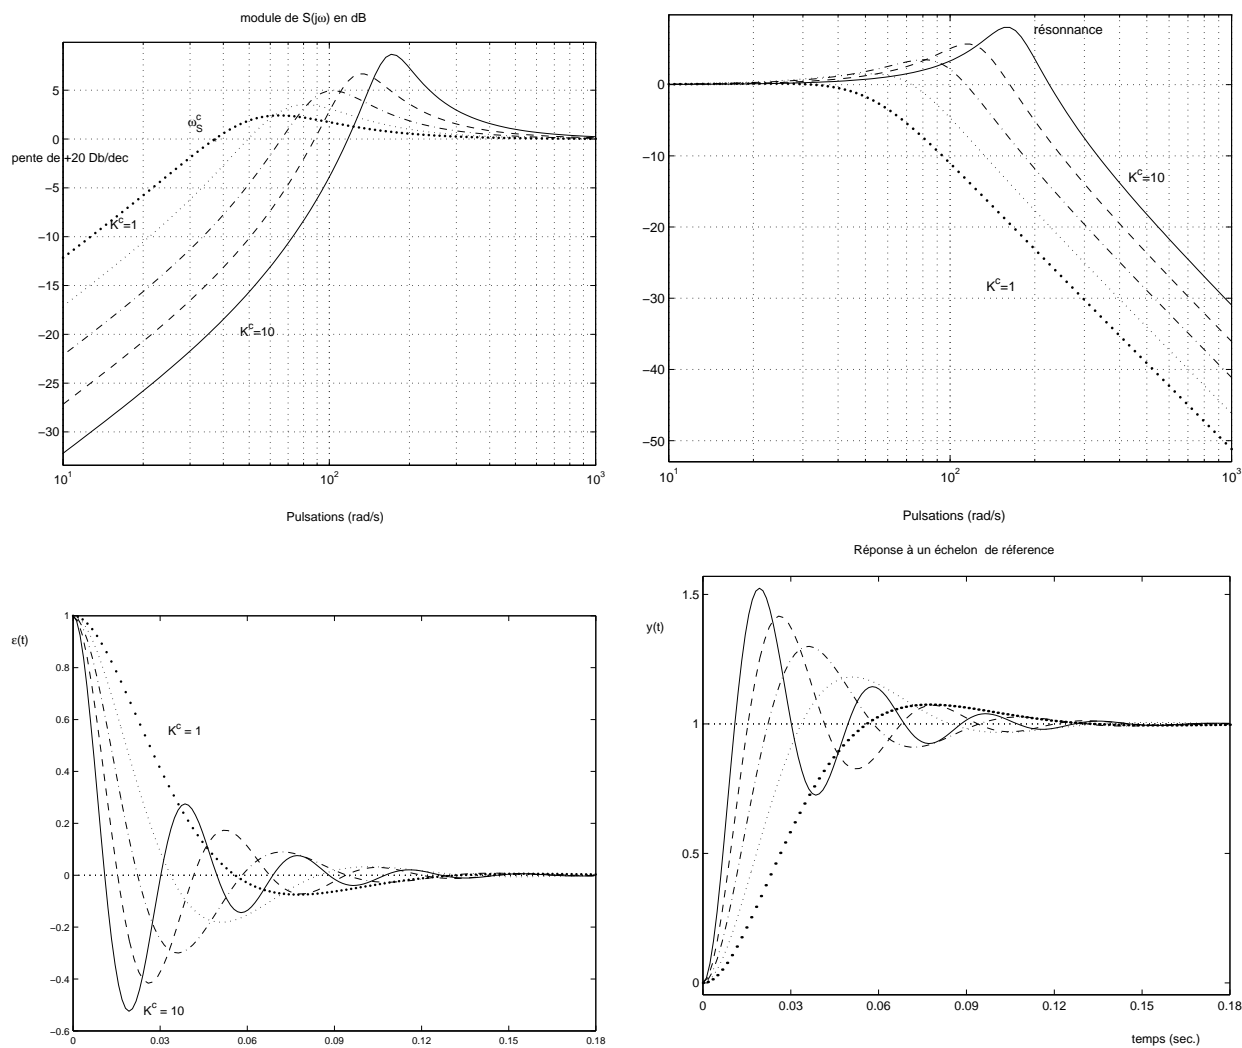 module de S(jω) en dB
5
0
−5
−10
−15
−20
−25
−30
ω_S^c
pente de +20 Db/dec
K^c=1
K^c=10
10^1
10^2
10^3
Pulsations (rad/s)
résonnance
0
−10
−20
−30
−40
−50
K^c=10
K^c=1
10^1
10^2
10^3
Pulsations (rad/s)
ε(t)
1
0.8
0.6
0.4
0.2
0
−0.2
−0.4
−0.6
K^c = 1
K^c = 10
0
0.03
0.06
0.09
0.12
0.15
0.18
Réponse à un échelon de réference
y(t)
1.5
1
0.5
0
0
0.03
0.06
0.09
0.12
0.15
0.18
temps (sec.)